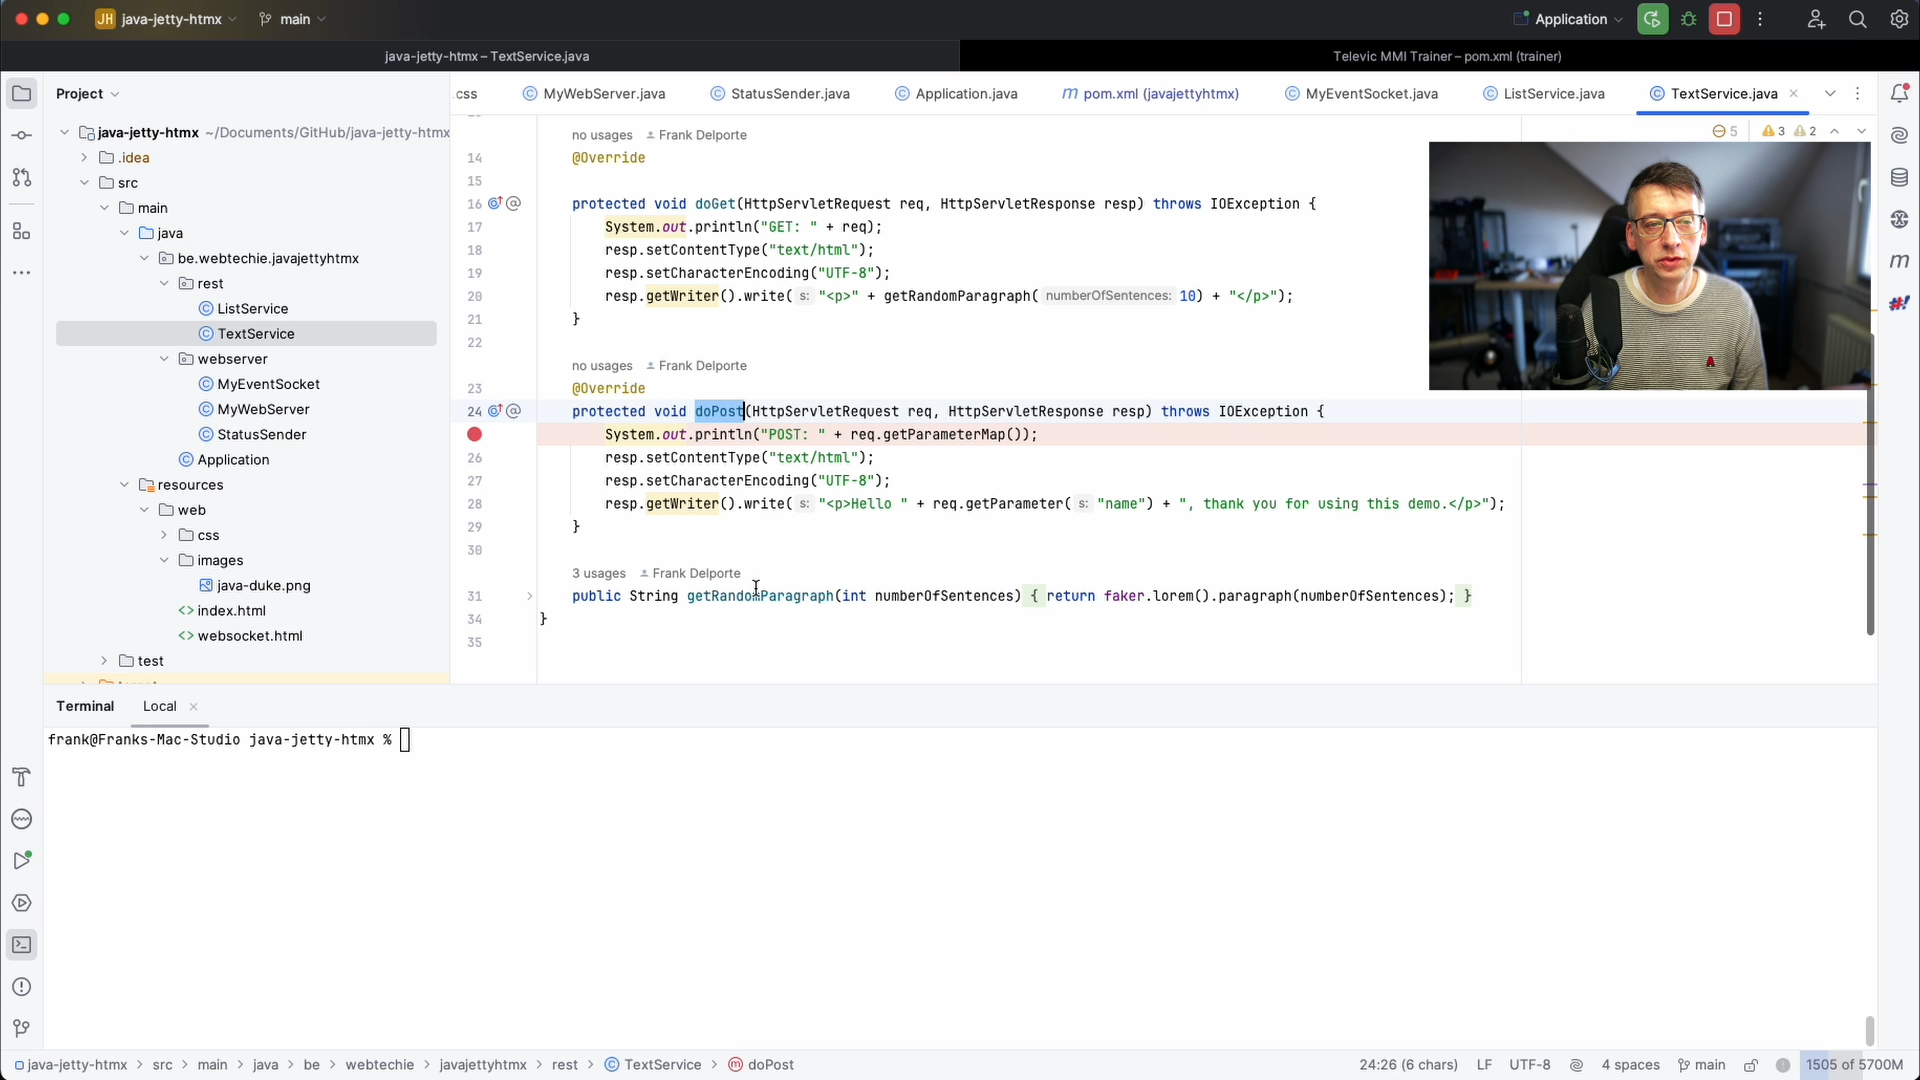 JH java-jetty-htmx main Application
java-jetty-htmx – TextService.java
Televic MMI Trainer – pom.xml (trainer)
Project
.css MyWebServer.java StatusSender.java Application.java pom.xml (javajettyhtmx) MyEventSocket.java ListService.java TextService.java
java-jetty-htmx ~/Documents/GitHub/java-jetty-htmx
.idea
src
main
java
be.webtechie.javajettyhtmx
rest
ListService
TextService
webserver
MyEventSocket
MyWebServer
StatusSender
Application
resources
web
css
images
java-duke.png
index.html
websocket.html
test
5 3 2
no usages Frank Delporte
14 @Override
15
16 protected void doGet(HttpServletRequest req, HttpServletResponse resp) throws IOException {
17 System.out.println("GET: " + req);
18 resp.setContentType("text/html");
19 resp.setCharacterEncoding("UTF-8");
20 resp.getWriter().write( s: "<p>" + getRandomParagraph( numberOfSentences: 10) + "</p>");
21 }
22
no usages Frank Delporte
23 @Override
24 protected void doPost(HttpServletRequest req, HttpServletResponse resp) throws IOException {
System.out.println("POST: " + req.getParameterMap());
26 resp.setContentType("text/html");
27 resp.setCharacterEncoding("UTF-8");
28 resp.getWriter().write( s: "<p>Hello " + req.getParameter( s: "name") + ", thank you for using this demo.</p>");
29 }
30
3 usages Frank Delporte
31 public String getRandomParagraph(int numberOfSentences) { return faker.lorem().paragraph(numberOfSentences); }
34 }
35
Terminal Local
frank@Franks-Mac-Studio java-jetty-htmx %
java-jetty-htmx > src > main > java > be > webtechie > javajettyhtmx > rest > TextService > doPost
24:26 (6 chars) LF UTF-8 4 spaces main 1505 of 5700M